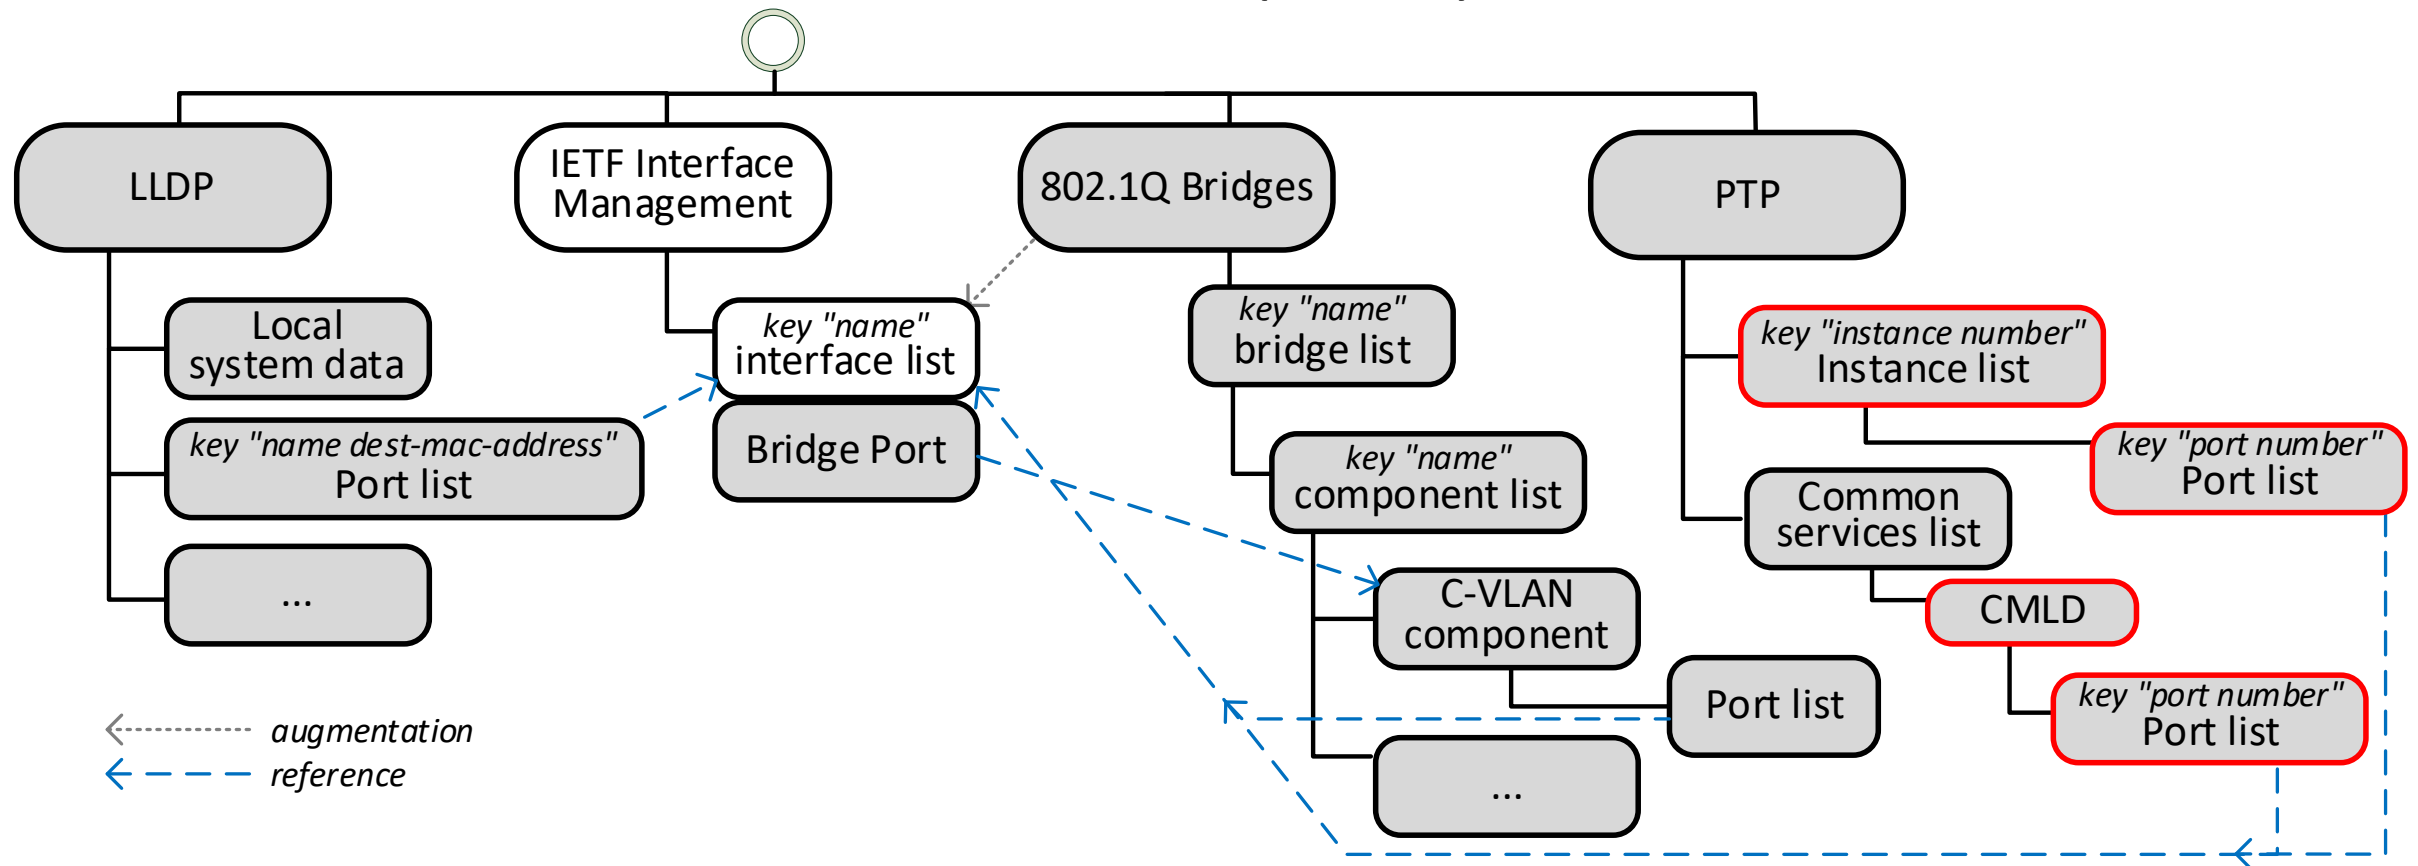 LLDP
IETF Interface
Management
802.1Q Bridges
PTP
Local
system data
key "name dest-mac-address"
Port list
...
key "name"
interface list
Bridge Port
key "name"
bridge list
key "name"
component list
C-VLAN
component
Port list
...
key "instance number"
Instance list
key "port number"
Port list
Common
services list
CMLD
key "port number"
Port list
augmentation
reference